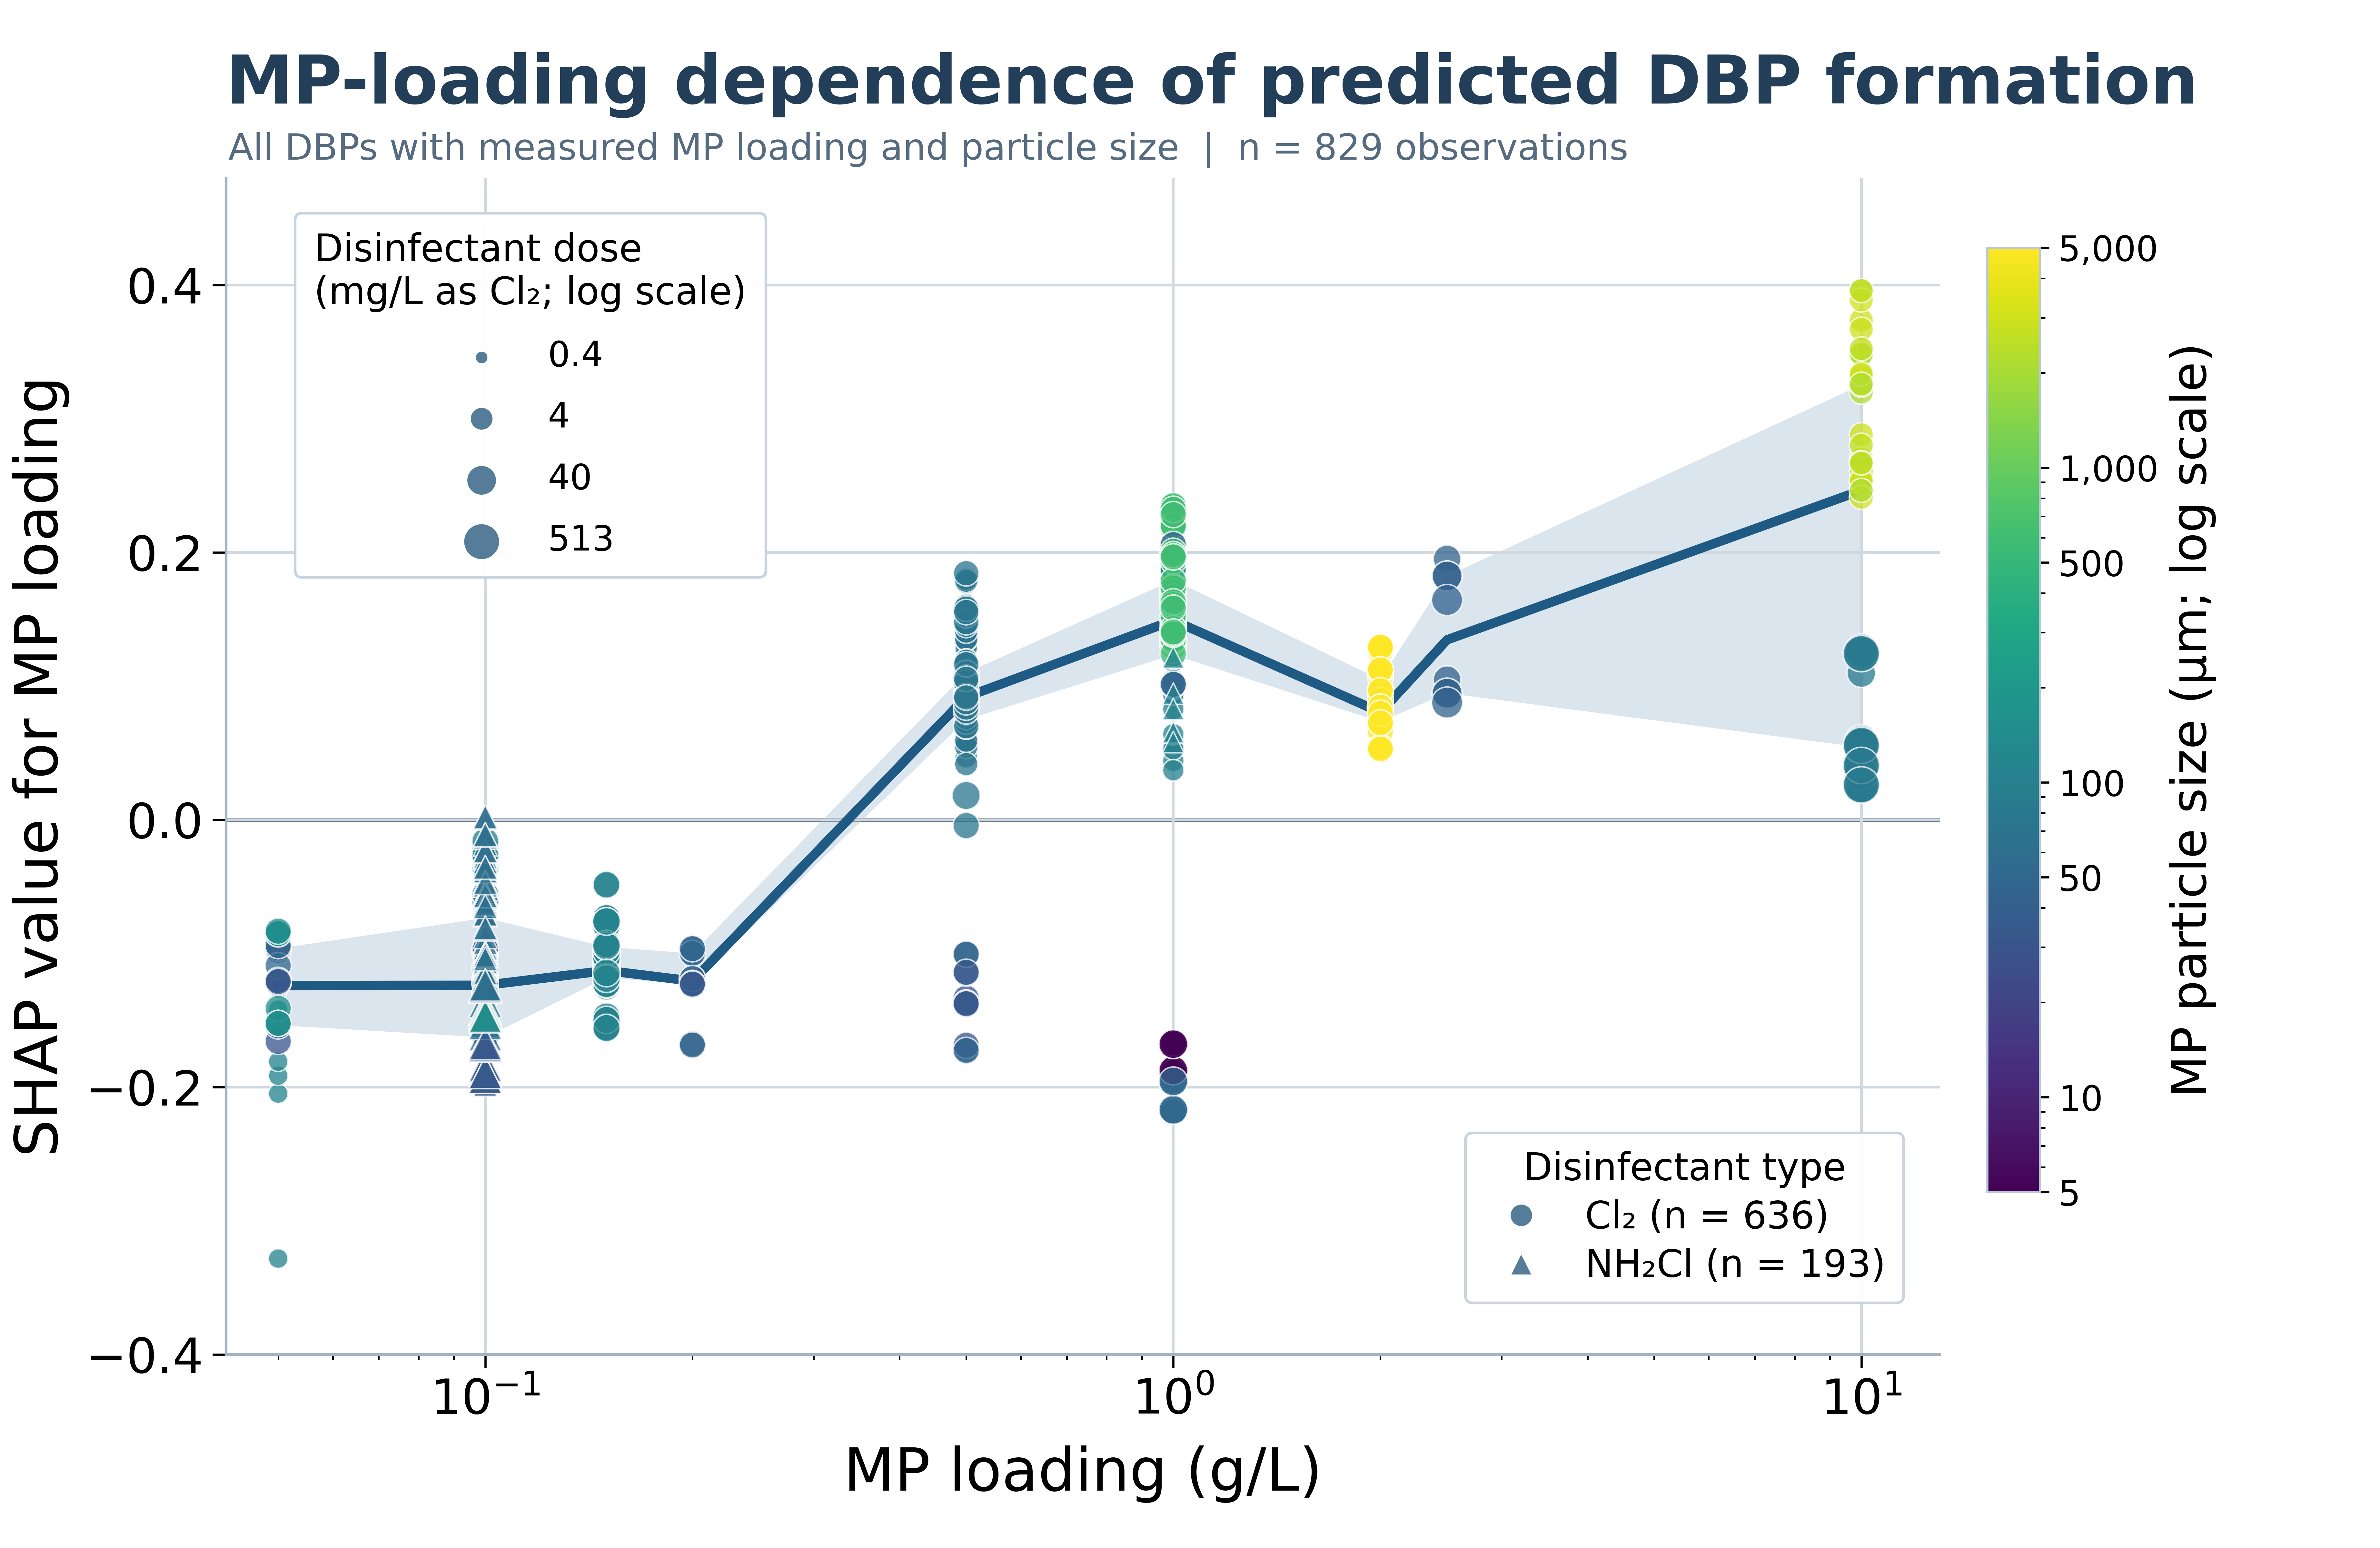 MP-loading dependence of predicted DBP formation
All DBPs with measured MP loading and particle size | n = 829 observations
SHAP value for MP loading
0.4
0.2
0.0
−0.2
−0.4
Disinfectant dose
(mg/L as Cl₂; log scale)
0.4
4
40
513
Disinfectant type
Cl₂ (n = 636)
NH₂Cl (n = 193)
10⁻¹
10⁰
10¹
MP loading (g/L)
5,000
1,000
500
100
50
10
5
MP particle size (µm; log scale)